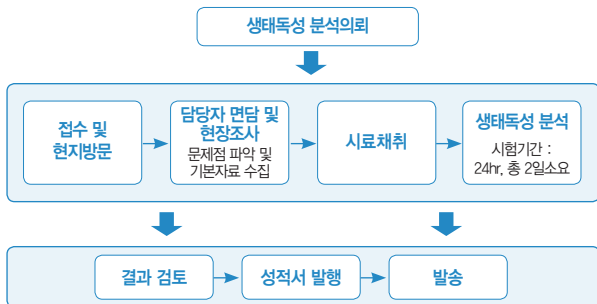 생태독성 분석의뢰
접수 및
현지방문
담당자 면담 및
현장조사
문제점 파악 및
기본자료 수집
시료채취
생태독성 분석
시험기간 :
24hr, 총 2일소요
결과 검토
성적서 발행
발송